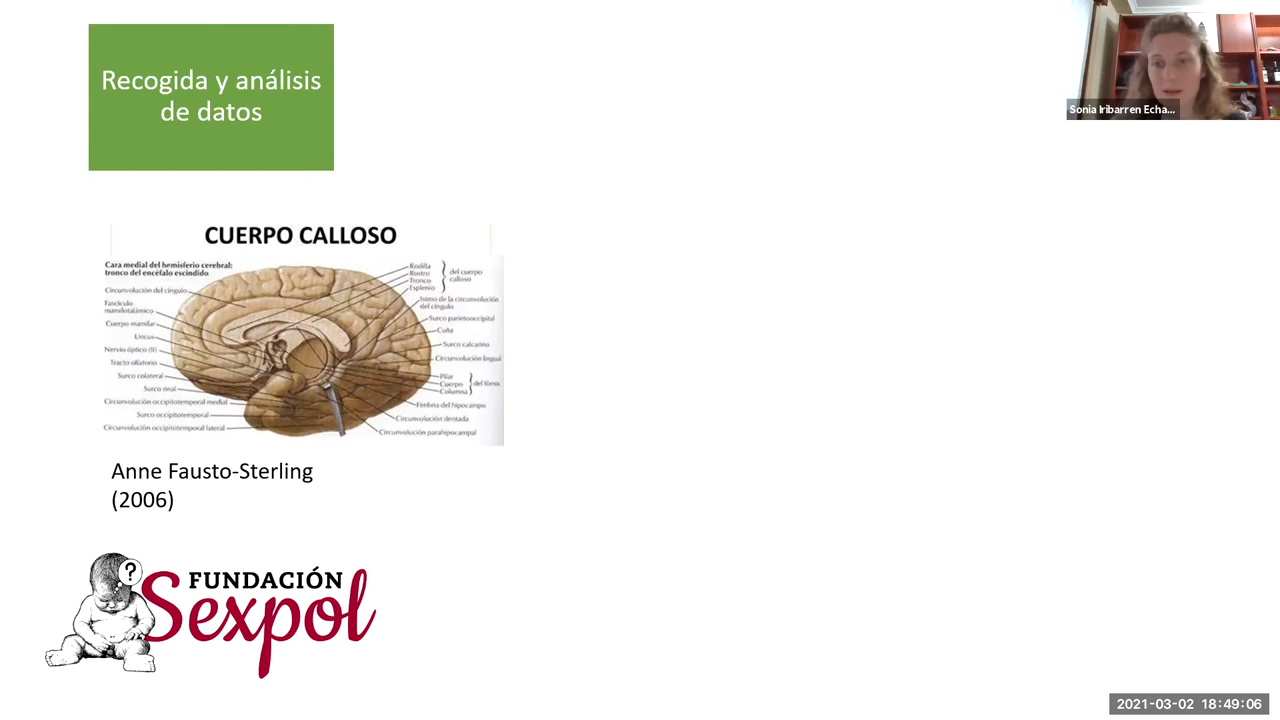 Recogida y análisis
de datos
Sonia Iribarren Echa...
CUERPO CALLOSO
Cara medial del hemisferio cerebral:
tronco del encéfalo escindido
Circunvolución del cíngulo
Fascículo
mamilotalámico
Cuerpo mamilar
Uncus
Nervio óptico (II)
Tracto olfatorio
Surco colateral
Surco rinal
Circunvolución occipitotemporal medial
Surco occipitotemporal
Circunvolución occipitotemporal lateral
Rodilla
Rostro
Tronco
Esplenio
del cuerpo
calloso
Istmo de la circunvolución
del cíngulo
Surco parietooccipital
Cuña
Surco calcarino
Circunvolución lingual
Pilar
Cuerpo
Columna
del fórnix
Fimbria del hipocampo
Circunvolución dentada
Circunvolución parahipocampal
Anne Fausto-Sterling
(2006)
?
FUNDACIÓN
Sexpol
2021-03-02 18:49:06